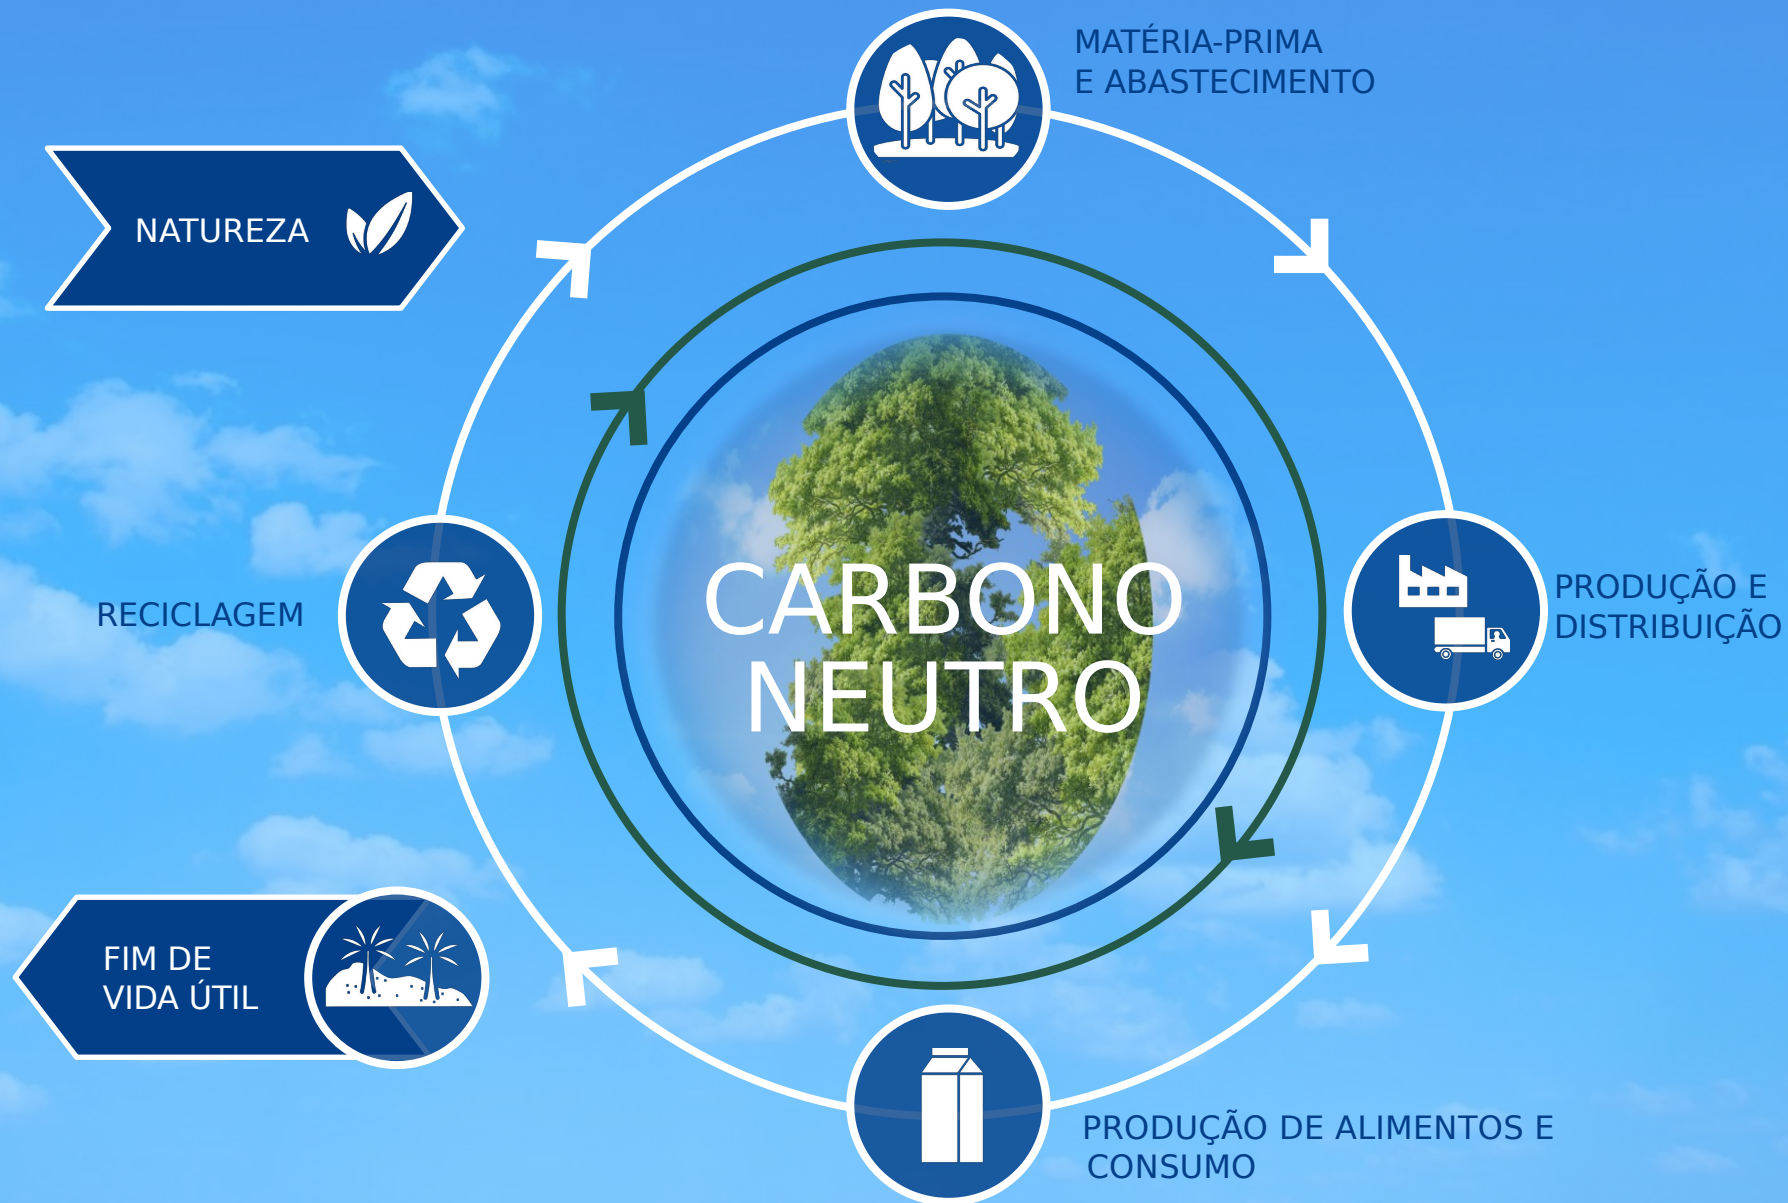 MATÉRIA-PRIMA
E ABASTECIMENTO
NATUREZA
CARBONO
NEUTRO
PRODUÇÃO E
DISTRIBUIÇÃO
RECICLAGEM
FIM DE
VIDA ÚTIL
PRODUÇÃO DE ALIMENTOS E
CONSUMO